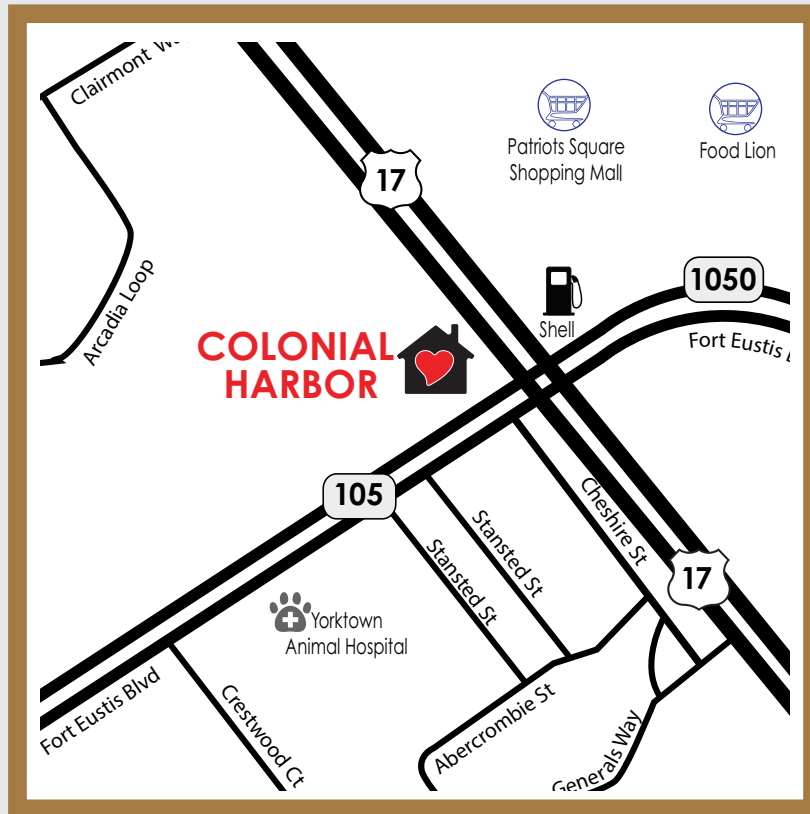 Clairmont
17
Patriots Square
Shopping Mall
Food Lion
Arcadia Loop
1050
Shell
Fort Eustis
COLONIAL
HARBOR
105
Cheshire St
Stansted St
Stansted St
17
Yorktown
Animal Hospital
Fort Eustis Blvd
Crestwood Ct
Abercrombie St
Generals Way